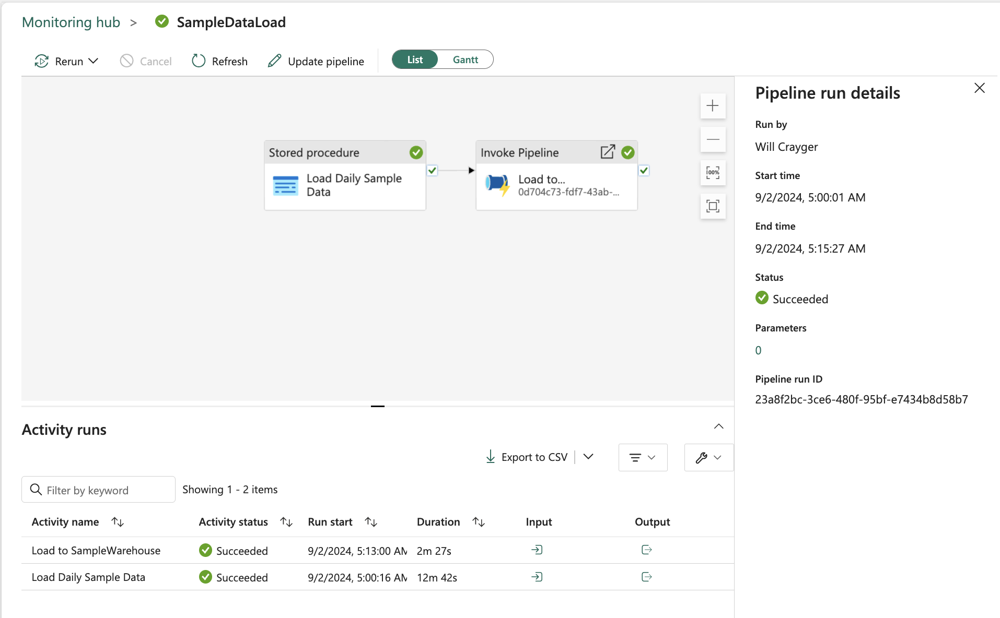 Monitoring hub > SampleDataLoad
Rerun Cancel Refresh Update pipeline List Gantt
Stored procedure
Load Daily Sample
Data
Invoke Pipeline
Load to...
0d704c73-fdf7-43ab-...
100%
Pipeline run details
Run by
Will Crayger
Start time
9/2/2024, 5:00:01 AM
End time
9/2/2024, 5:15:27 AM
Status
Succeeded
Parameters
0
Pipeline run ID
23a8f2bc-3ce6-480f-95bf-e7434b8d58b7
Activity runs
Export to CSV
Filter by keyword Showing 1 - 2 items
Activity name Activity status Run start Duration Input Output
Load to SampleWarehouse Succeeded 9/2/2024, 5:13:00 AM 2m 27s
Load Daily Sample Data Succeeded 9/2/2024, 5:00:16 AM 12m 42s